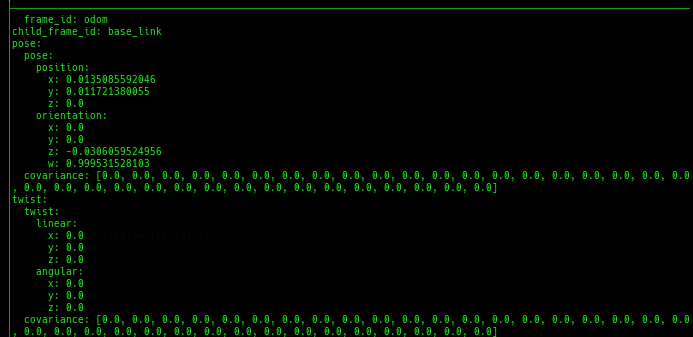 frame_id: odom
child_frame_id: base_link
pose:
pose:
position:
x: 0.0135085592046
y: 0.011721380055
z: 0.0
orientation:
x: 0.0
y: 0.0
z: -0.0306059524956
w: 0.999531528103
covariance: [0.0, 0.0, 0.0, 0.0, 0.0, 0.0, 0.0, 0.0, 0.0, 0.0, 0.0, 0.0, 0.0, 0.0, 0.0, 0.0, 0.0, 0.0, 0.0, 0.0
, 0.0, 0.0, 0.0, 0.0, 0.0, 0.0, 0.0, 0.0, 0.0, 0.0, 0.0, 0.0, 0.0, 0.0, 0.0, 0.0]
twist:
twist:
linear:
x: 0.0
y: 0.0
z: 0.0
angular:
x: 0.0
y: 0.0
z: 0.0
covariance: [0.0, 0.0, 0.0, 0.0, 0.0, 0.0, 0.0, 0.0, 0.0, 0.0, 0.0, 0.0, 0.0, 0.0, 0.0, 0.0, 0.0, 0.0, 0.0, 0.0
, 0.0, 0.0, 0.0, 0.0, 0.0, 0.0, 0.0, 0.0, 0.0, 0.0, 0.0, 0.0, 0.0, 0.0, 0.0, 0.0]